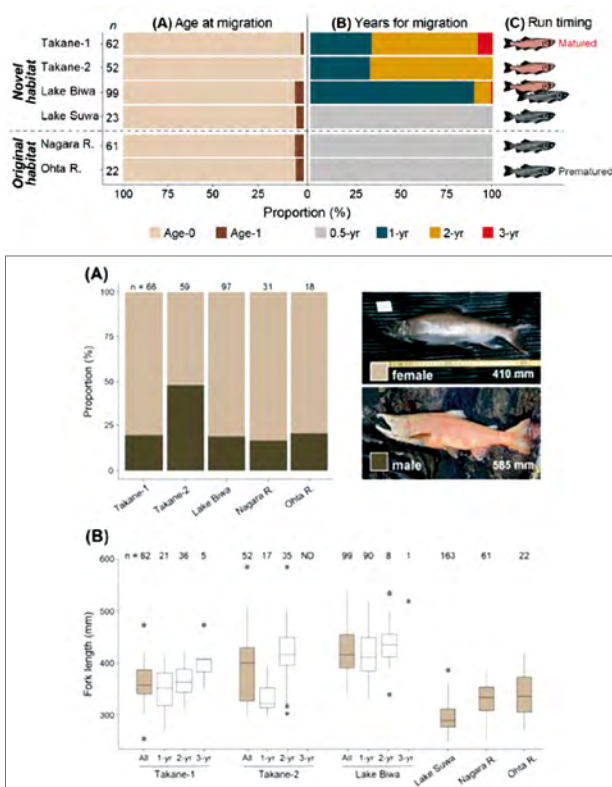 n (A) Age at migration (B) Years for migration (C) Run timing
Novel habitat
Takane-1 62 Matured
Takane-2 52
Lake Biwa 99
Lake Suwa 23
Original habitat
Nagara R. 61
Ohta R. 22 Prematured
100 75 50 25 0 25 50 75 100
Proportion (%)
Age-0 Age-1 0.5-yr 1-yr 2-yr 3-yr
(A)
n = 66 59 97 31 18
100
50
0
Proportion (%)
Takane-1 Takane-2 Lake Biwa Nagara R. Ohta R.
female 410 mm
male 585 mm
(B)
n = 62 21 36 5 52 17 35 ND 99 90 8 1 163 61 22
600
500
400
300
Fork length (mm)
All 1-yr 2-yr 3-yr All 1-yr 2-yr 3-yr All 1-yr 2-yr 3-yr Lake Suwa Nagara R. Ohta R.
Takane-1 Takane-2 Lake Biwa